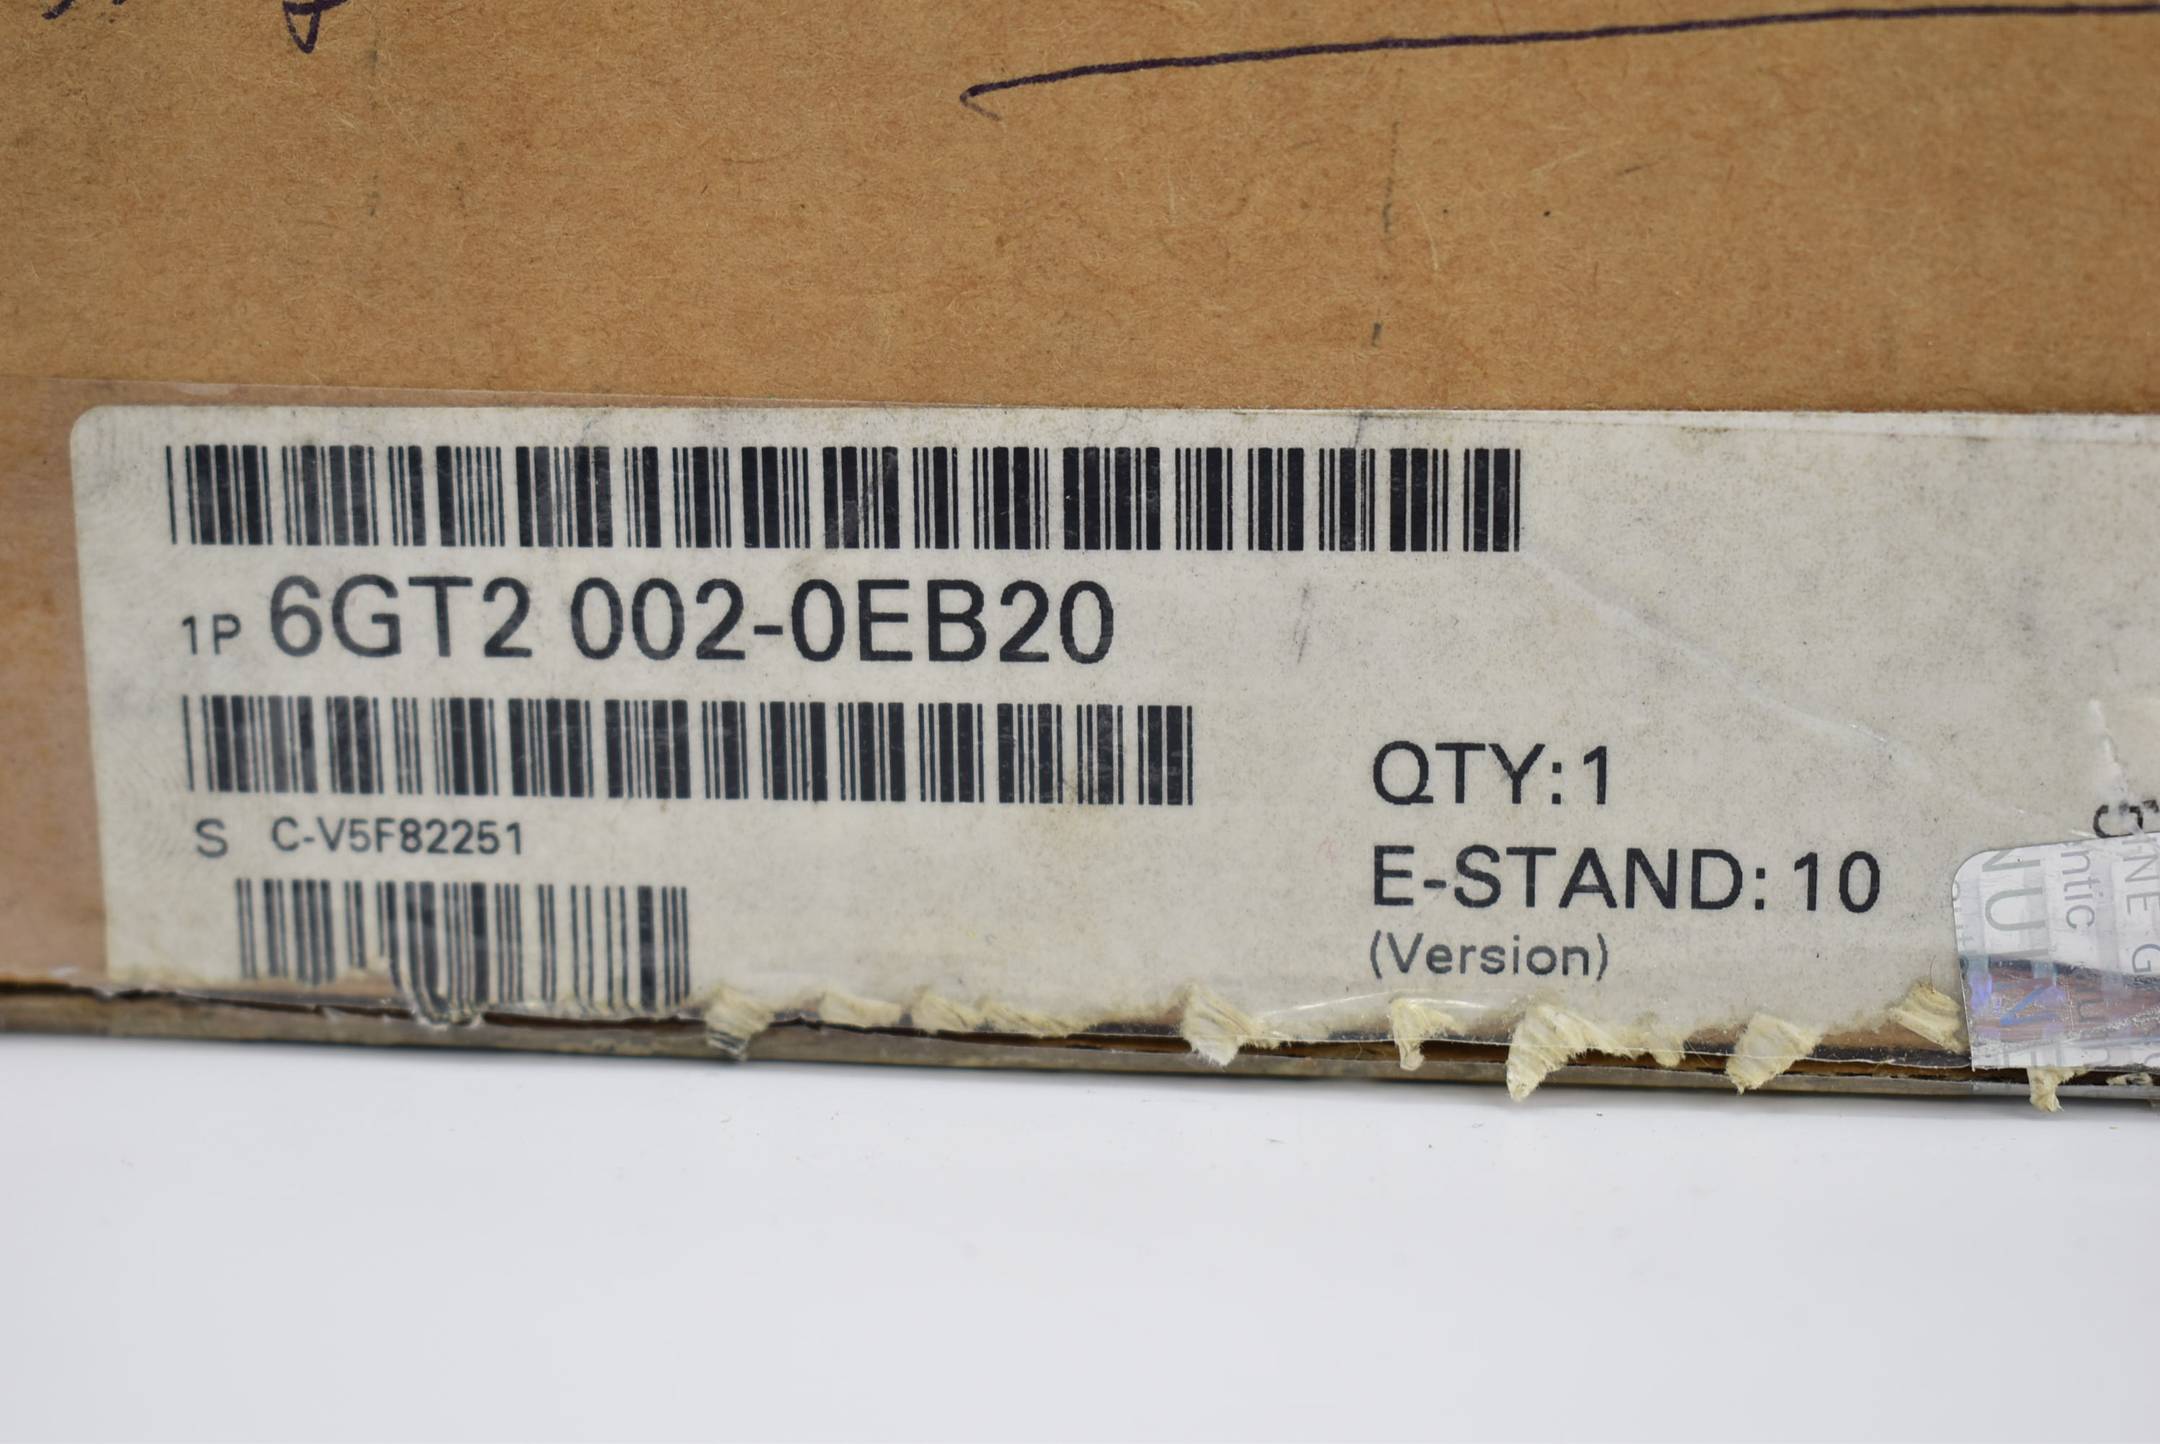 1P 6GT2 002-0EB20
S C-V5F82251
QTY:1
E-STAND: 10
(Version)